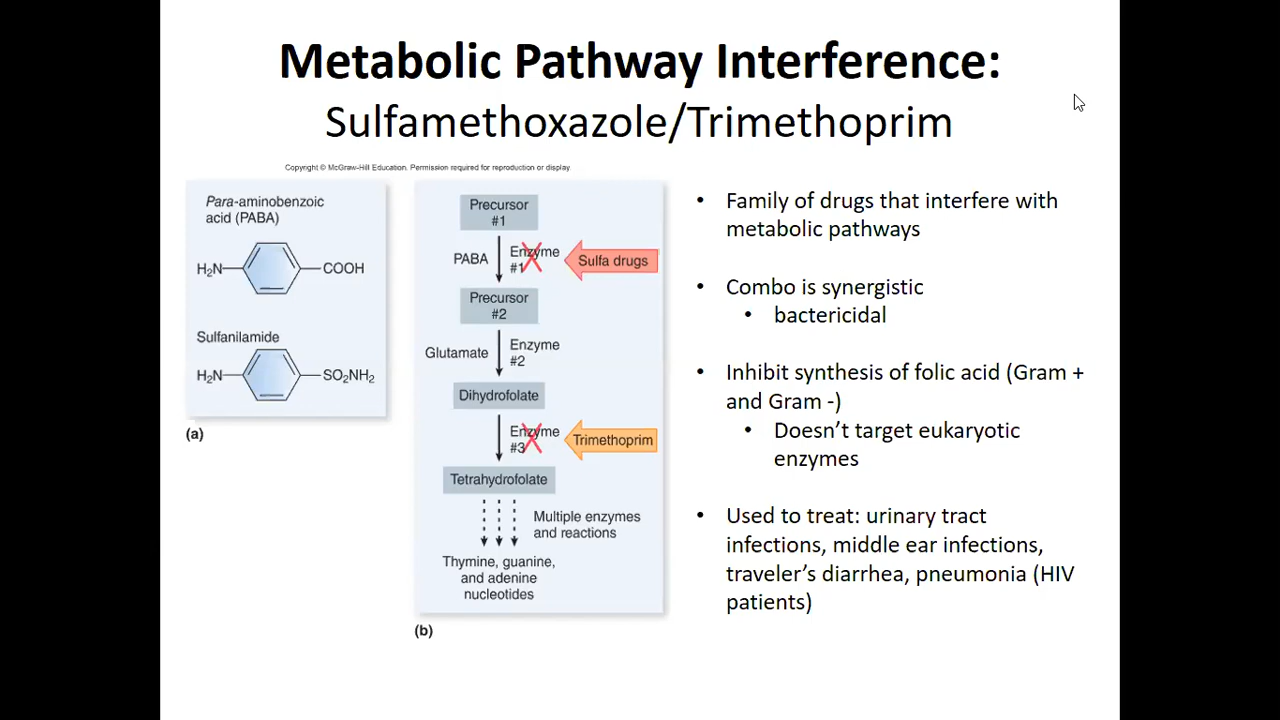 Metabolic Pathway Interference:
Sulfamethoxazole/Trimethoprim
Copyright © McGraw-Hill Education. Permission required for reproduction or display.
Para-aminobenzoic
acid (PABA)
H₂N
COOH
Sulfanilamide
H₂N
SO₂NH₂
(a)
Precursor
#1
PABA
Enzyme
#1
Sulfa drugs
Precursor
#2
Glutamate
Enzyme
#2
Dihydrofolate
Enzyme
#3
Trimethoprim
Tetrahydrofolate
Multiple enzymes
and reactions
Thymine, guanine,
and adenine
nucleotides
(b)
• Family of drugs that interfere with
metabolic pathways
• Combo is synergistic
• bactericidal
• Inhibit synthesis of folic acid (Gram +
and Gram -)
• Doesn’t target eukaryotic
enzymes
• Used to treat: urinary tract
infections, middle ear infections,
traveler’s diarrhea, pneumonia (HIV
patients)